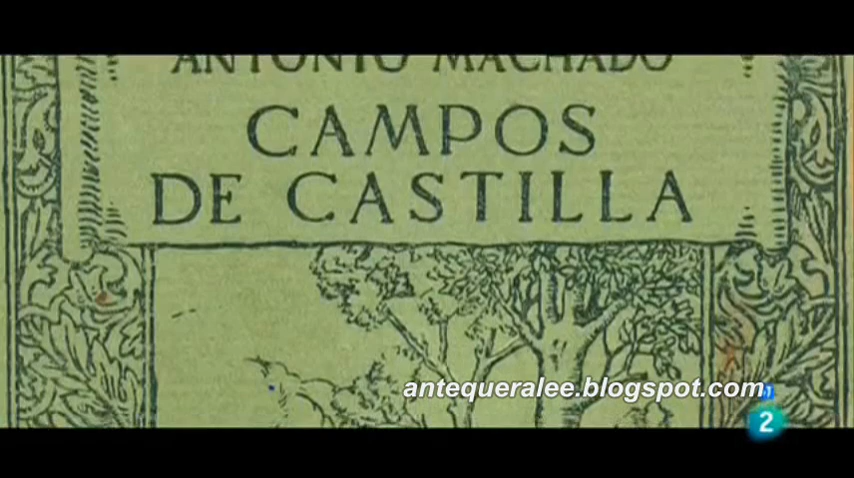 ANTONIO MACHADO
CAMPOS
DE CASTILLA
antequeralee.blogspot.com
2